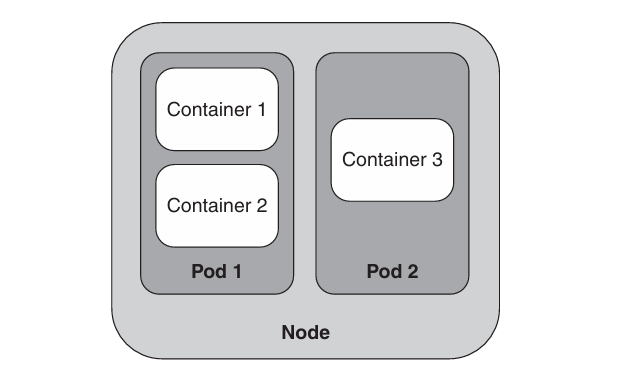 Container 1
Container 2
Pod 1
Container 3
Pod 2
Node